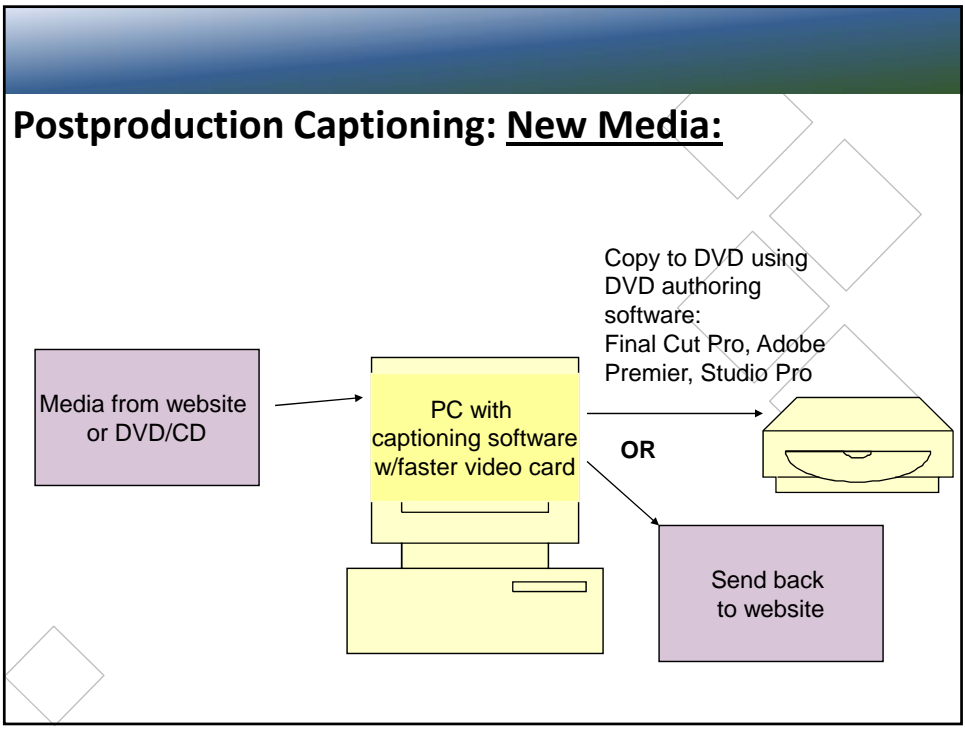 Postproduction Captioning: New Media:
Media from website
or DVD/CD
PC with
captioning software
w/faster video card
Copy to DVD using
DVD authoring
software:
Final Cut Pro, Adobe
Premier, Studio Pro
OR
Send back
to website